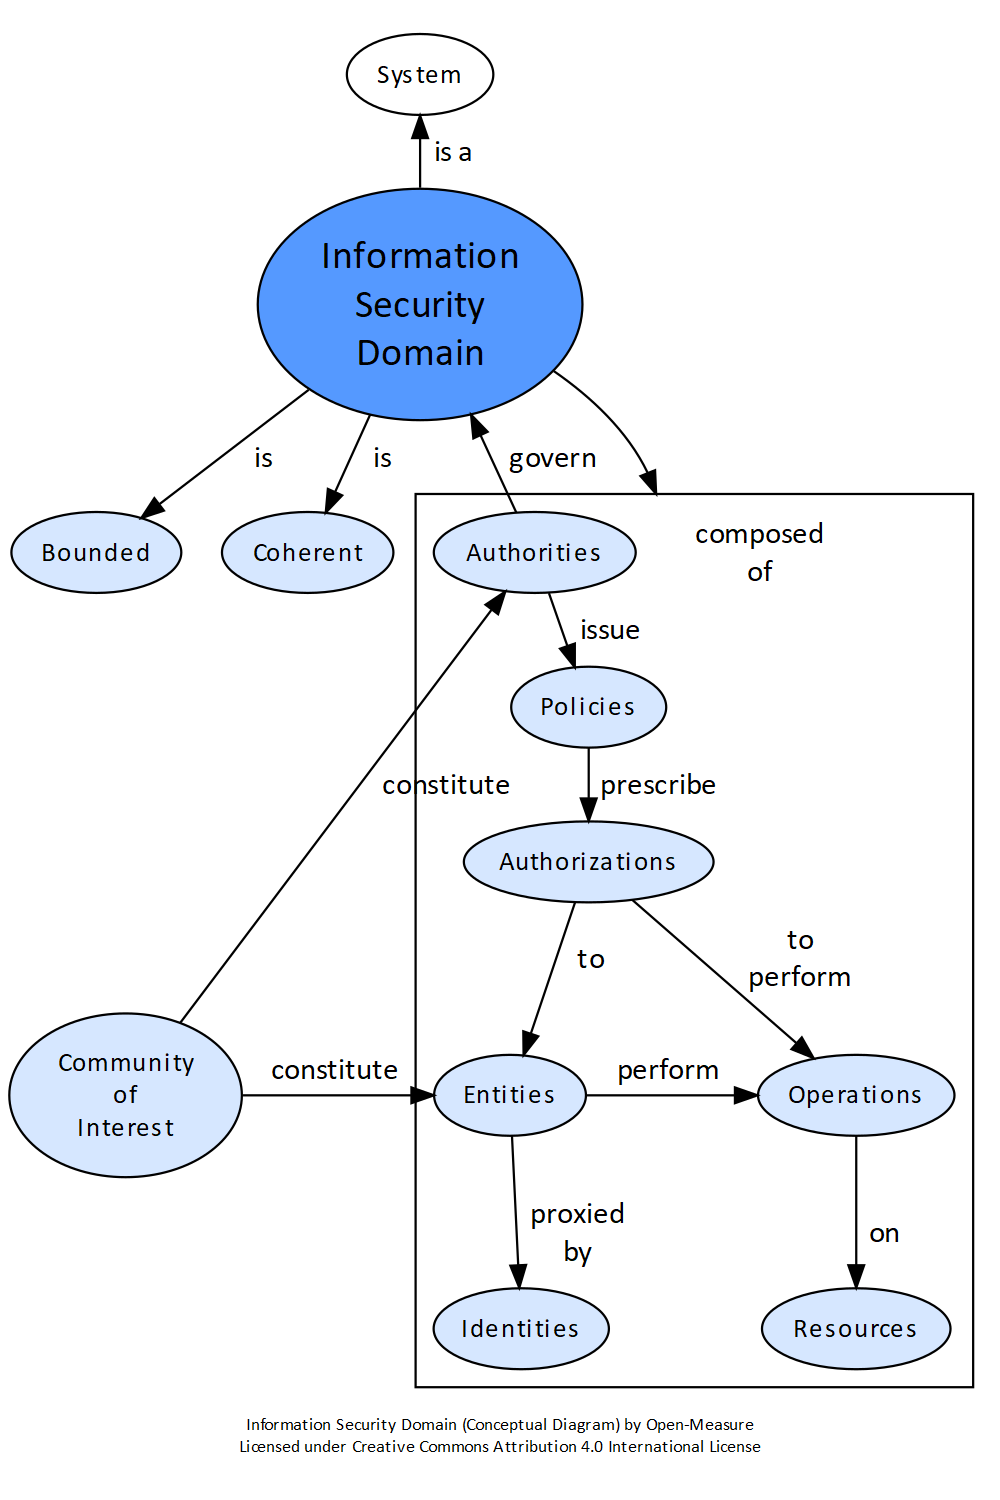 System
is a
Information
Security
Domain
is
is
govern
Bounded
Coherent
Authorities
composed
of
issue
Policies
constitute
prescribe
Authorizations
to
to
perform
Community
of
Interest
constitute
Entities
perform
Operations
proxied
by
on
Identities
Resources
Information Security Domain (Conceptual Diagram) by Open-Measure
Licensed under Creative Commons Attribution 4.0 International License